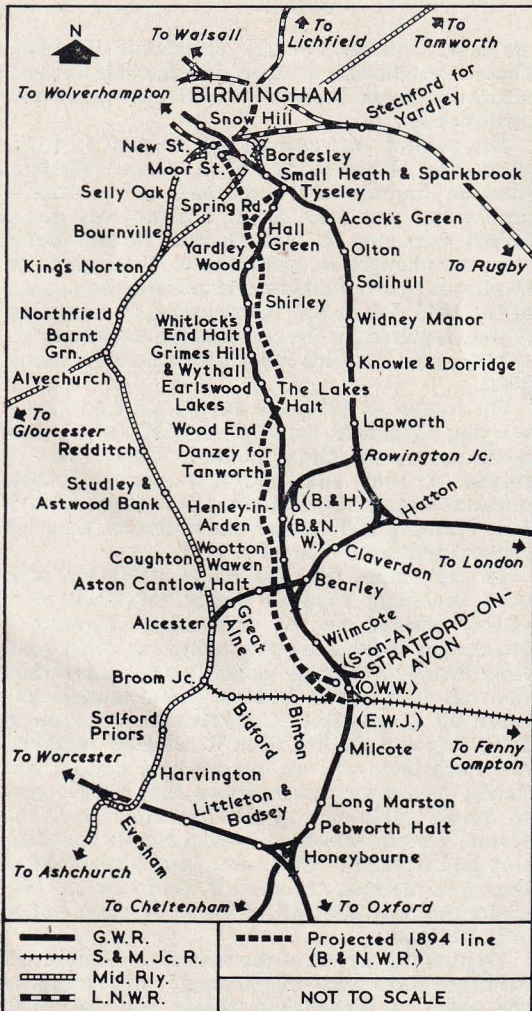 N
To Walsall
To
Lichfield
To
Tamworth
To Wolverhampton
BIRMINGHAM
Snow Hill
Stechford for
Yardley
New St.
Moor St.
Bordesley
Small Heath & Sparkbrook
Tyseley
Selly Oak
Spring Rd.
Acock's Green
Bournville
Hall
Green
Olton
King's Norton
Yardley
Wood
To Rugby
Solihull
Shirley
Northfield
Widney Manor
Whitlock's
End Halt
Barnt
Grn.
Grimes Hill
& Wythall
Knowle & Dorridge
Alvechurch
Earlswood
Lakes
The Lakes
Halt
To
Gloucester
Wood End
Lapworth
Redditch
Danzey for
Tanworth
Rowington Jc.
Studley &
Astwood Bank
Henley-in-
Arden
(B.& H.)
Hatton
(B.& N.
W.)
Coughton
Wootton
Wawen
Claverdon
To London
Aston Cantlow Halt
Bearley
Alcester
Great
Alne
Wilmcote
(S-on-A)
STRATFORD-ON-
AVON
Broom Jc.
(O.W.W.)
(E.W.J.)
Bidford
Binton
Salford
Priors
Milcote
To Fenny
Compton
To Worcester
Harvington
Littleton &
Badsey
Long Marston
Evesham
Pebworth Halt
Honeybourne
To Ashchurch
To Cheltenham
To Oxford
G.W.R.
S.& M.Jc.R.
Mid. Rly.
L.N.W.R.
Projected 1894 line
(B.& N.W.R.)
NOT TO SCALE